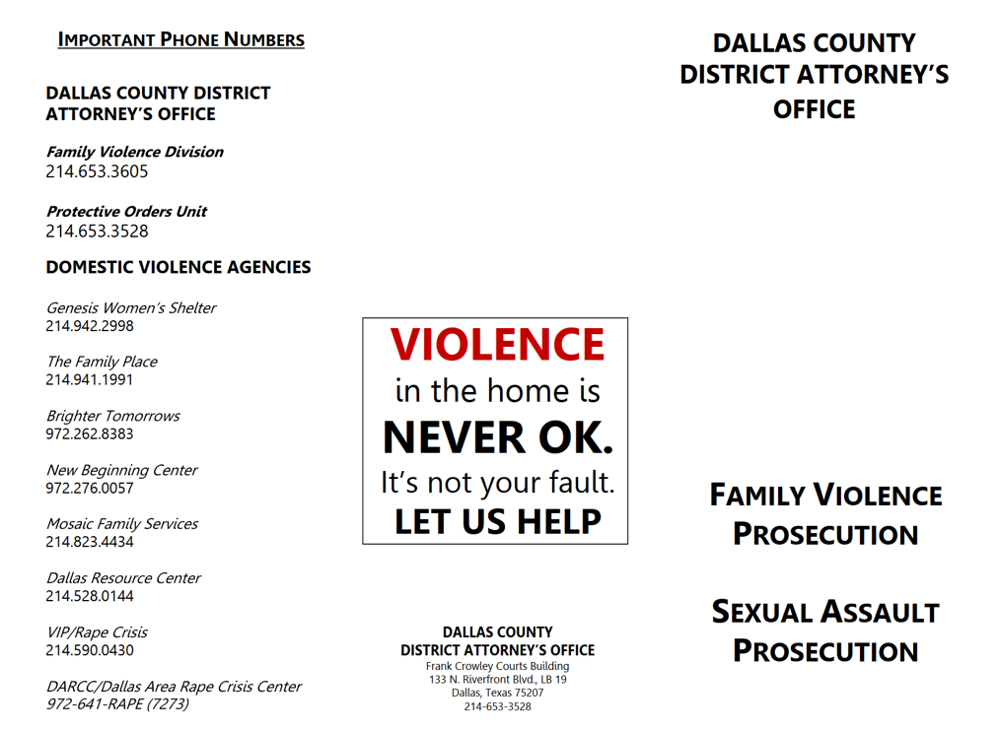 IMPORTANT PHONE NUMBERS
DALLAS COUNTY DISTRICT
ATTORNEY’S OFFICE
Family Violence Division
214.653.3605
Protective Orders Unit
214.653.3528
DOMESTIC VIOLENCE AGENCIES
Genesis Women’s Shelter
214.942.2998
The Family Place
214.941.1991
Brighter Tomorrows
972.262.8383
New Beginning Center
972.276.0057
Mosaic Family Services
214.823.4434
Dallas Resource Center
214.528.0144
VIP/Rape Crisis
214.590.0430
DARCC/Dallas Area Rape Crisis Center
972-641-RAPE (7273)
VIOLENCE
in the home is
NEVER OK.
It’s not your fault.
LET US HELP
DALLAS COUNTY
DISTRICT ATTORNEY’S OFFICE
Frank Crowley Courts Building
133 N. Riverfront Blvd., LB 19
Dallas, Texas 75207
214-653-3528
DALLAS COUNTY
DISTRICT ATTORNEY’S
OFFICE
FAMILY VIOLENCE
PROSECUTION
SEXUAL ASSAULT
PROSECUTION